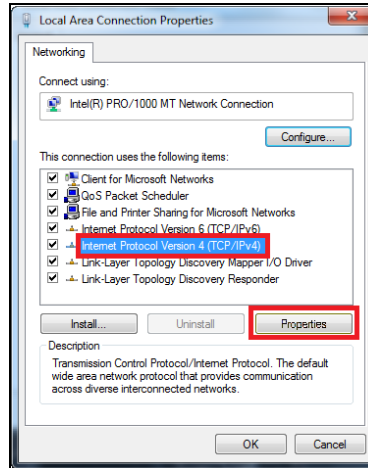 Local Area Connection Properties
Networking
Connect using:
Intel(R) PRO/1000 MT Network Connection
Configure...
This connection uses the following items:
Client for Microsoft Networks
QoS Packet Scheduler
File and Printer Sharing for Microsoft Networks
Internet Protocol Version 6 (TCP/IPv6)
Internet Protocol Version 4 (TCP/IPv4)
Link-Layer Topology Discovery Mapper I/O Driver
Link-Layer Topology Discovery Responder
Install... Uninstall Properties
Description
Transmission Control Protocol/Internet Protocol. The default
wide area network protocol that provides communication
across diverse interconnected networks.
OK Cancel